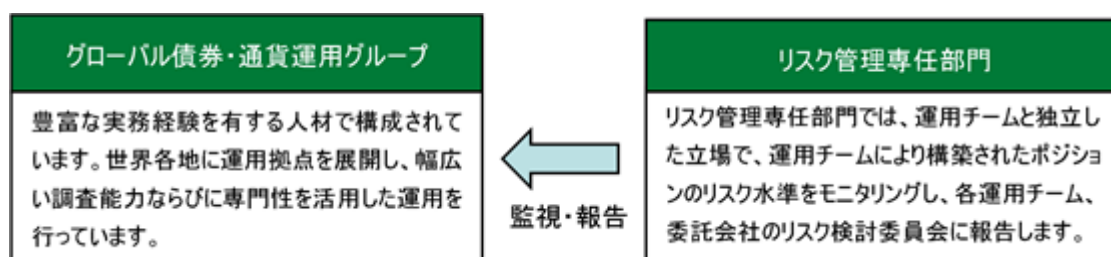 グローバル債券・通貨運用グループ
豊富な実務経験を有する人材で構成されて
います。世界各地に運用拠点を展開し、幅広
い調査能力ならびに専門性を活用した運用を
行っています。
監視・報告
リスク管理専任部門
リスク管理専任部門では、運用チームと独立し
た立場で、運用チームにより構築されたポジショ
ンのリスク水準をモニタリングし、各運用チーム、
委託会社のリスク検討委員会に報告します。